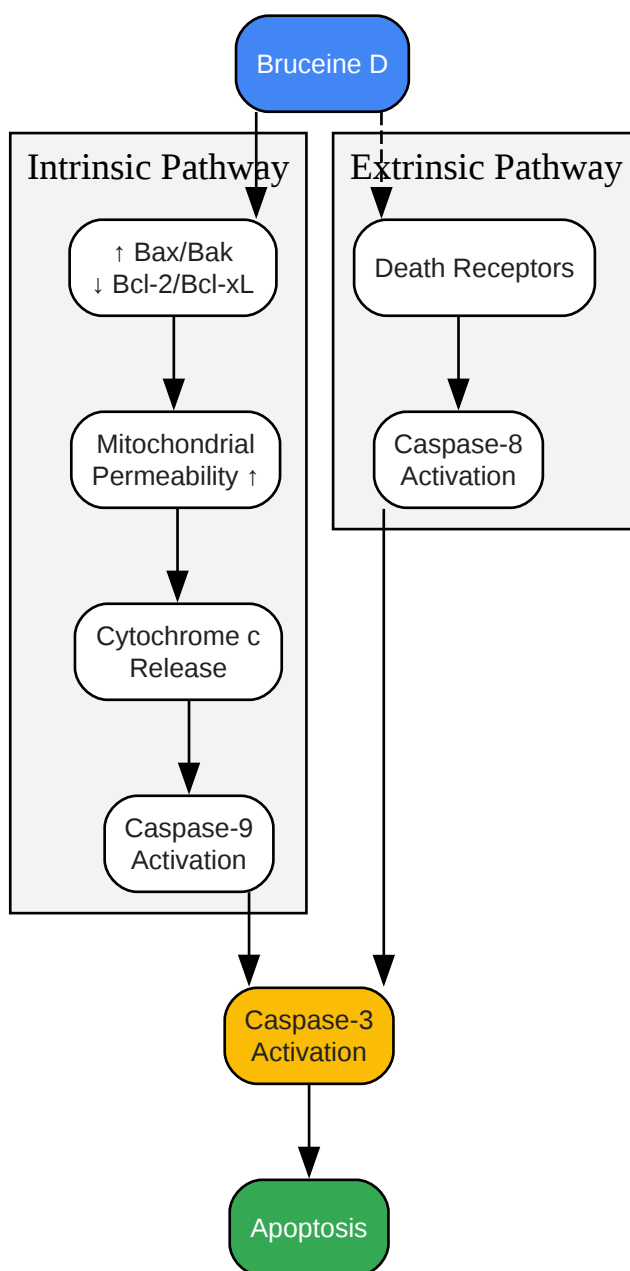 Bruceine D
Intrinsic Pathway
Extrinsic Pathway
↑ Bax/Bak
↓ Bcl-2/Bcl-xL
Death Receptors
Mitochondrial
Permeability ↑
Caspase-8
Activation
Cytochrome c
Release
Caspase-9
Activation
Caspase-3
Activation
Apoptosis